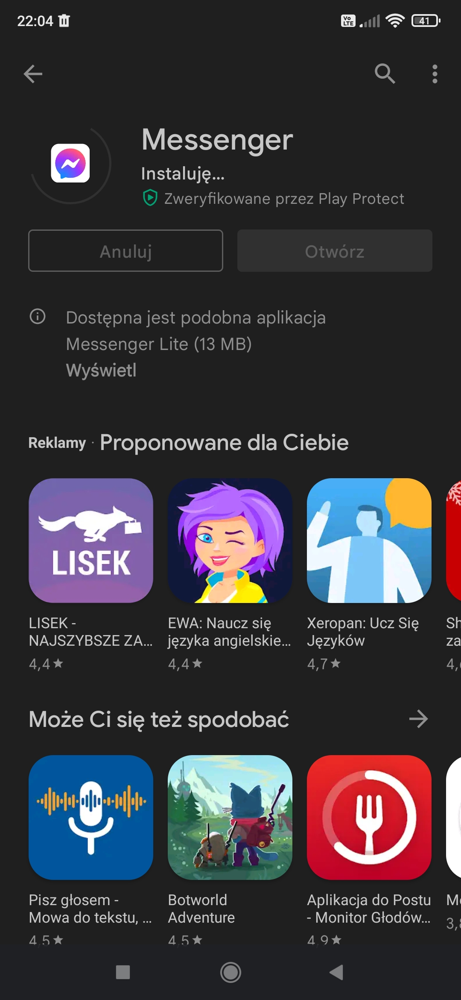 22:04
Vo LTE
41
Messenger
Instaluję...
Zweryfikowane przez Play Protect
Anuluj
Otwórz
Dostępna jest podobna aplikacja
Messenger Lite (13 MB)
Wyświetl
Reklamy · Proponowane dla Ciebie
LISEK
LISEK -
NAJSZYBSZE ZA...
4,4
EWA: Naucz się
języka angielskie...
4,4
Xeropan: Ucz Się
Języków
4,7
Sh
za
4,
Może Ci się też spodobać
Pisz głosem -
Mowa do tekstu, ...
4,5
Botworld
Adventure
4,5
Aplikacja do Postu
- Monitor Głodów...
4,9
Mo
3,8